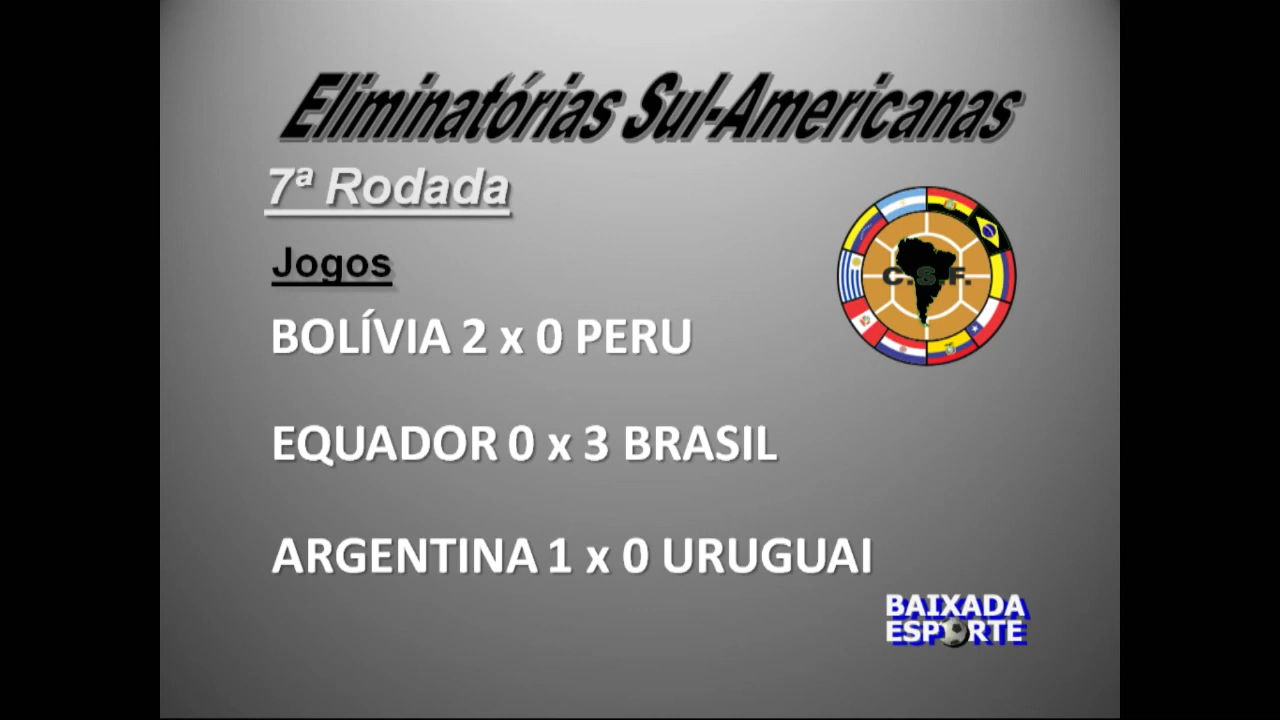 Eliminatórias Sul-Americanas
7ª Rodada
Jogos
C.S.F.
BOLÍVIA 2 x 0 PERU
EQUADOR 0 x 3 BRASIL
ARGENTINA 1 x 0 URUGUAI
BAIXADA
ESPORTE